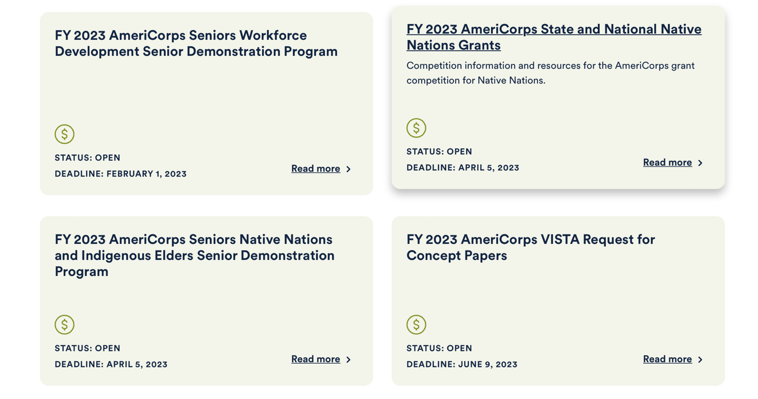 FY 2023 AmeriCorps Seniors Workforce
Development Senior Demonstration Program
$
STATUS: OPEN
DEADLINE: FEBRUARY 1, 2023
Read more
FY 2023 AmeriCorps State and National Native
Nations Grants
Competition information and resources for the AmeriCorps grant
competition for Native Nations.
$
STATUS: OPEN
DEADLINE: APRIL 5, 2023
Read more
FY 2023 AmeriCorps Seniors Native Nations
and Indigenous Elders Senior Demonstration
Program
$
STATUS: OPEN
DEADLINE: APRIL 5, 2023
Read more
FY 2023 AmeriCorps VISTA Request for
Concept Papers
$
STATUS: OPEN
DEADLINE: JUNE 9, 2023
Read more